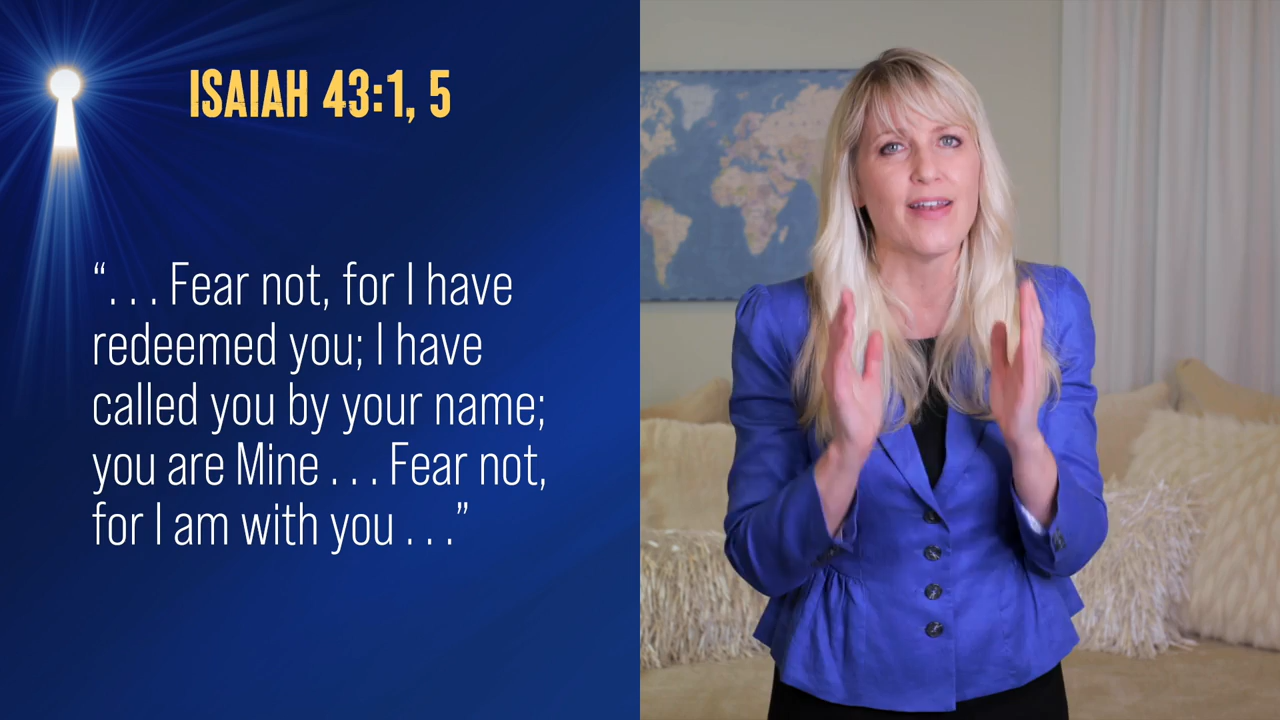 ISAIAH 43:1, 5
“. . . Fear not, for I have
redeemed you; I have
called you by your name;
you are Mine . . . Fear not,
for I am with you . . .”